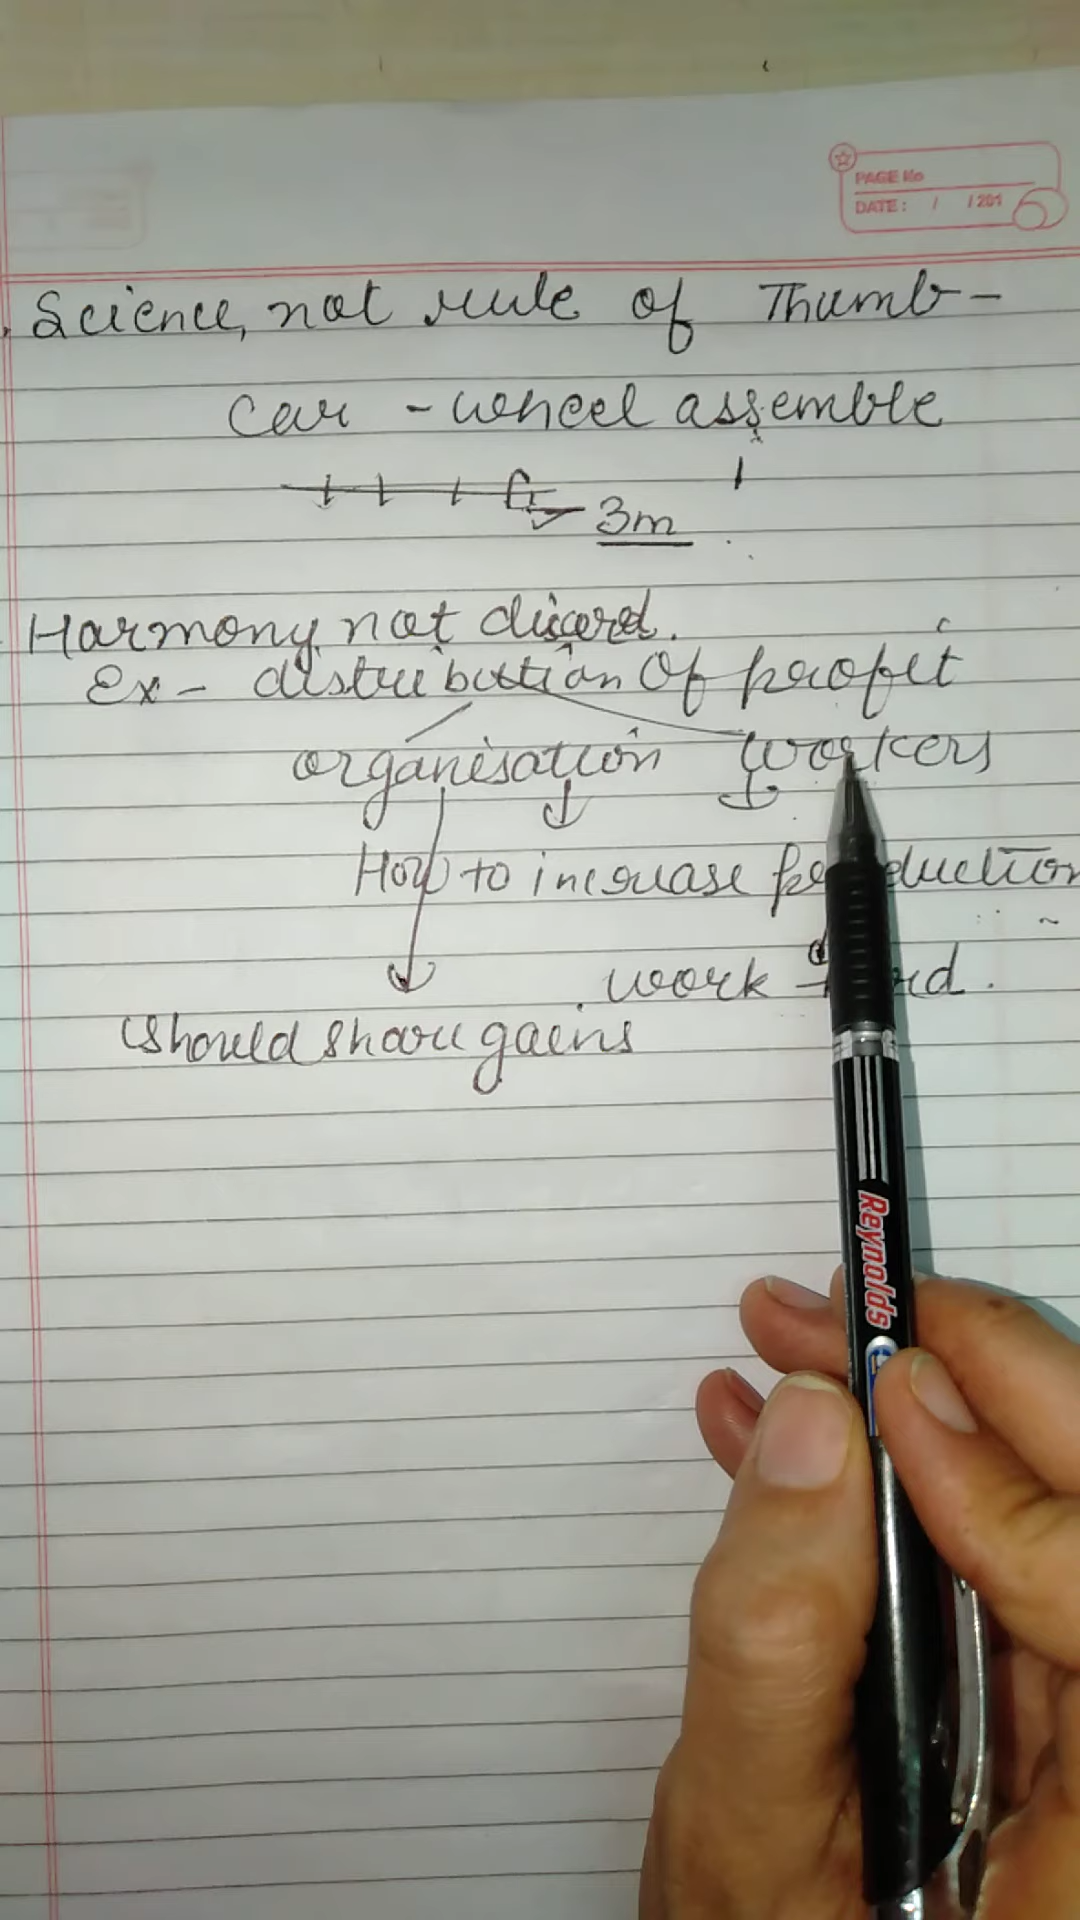 PAGE No
DATE: / /201
Science, not rule of Thumb-
Car - wheel assemble
3m
Harmony, not discord.
Ex- distribution Of profit
organisation workers
How to increase production
work hard.
should share gains
Reynolds